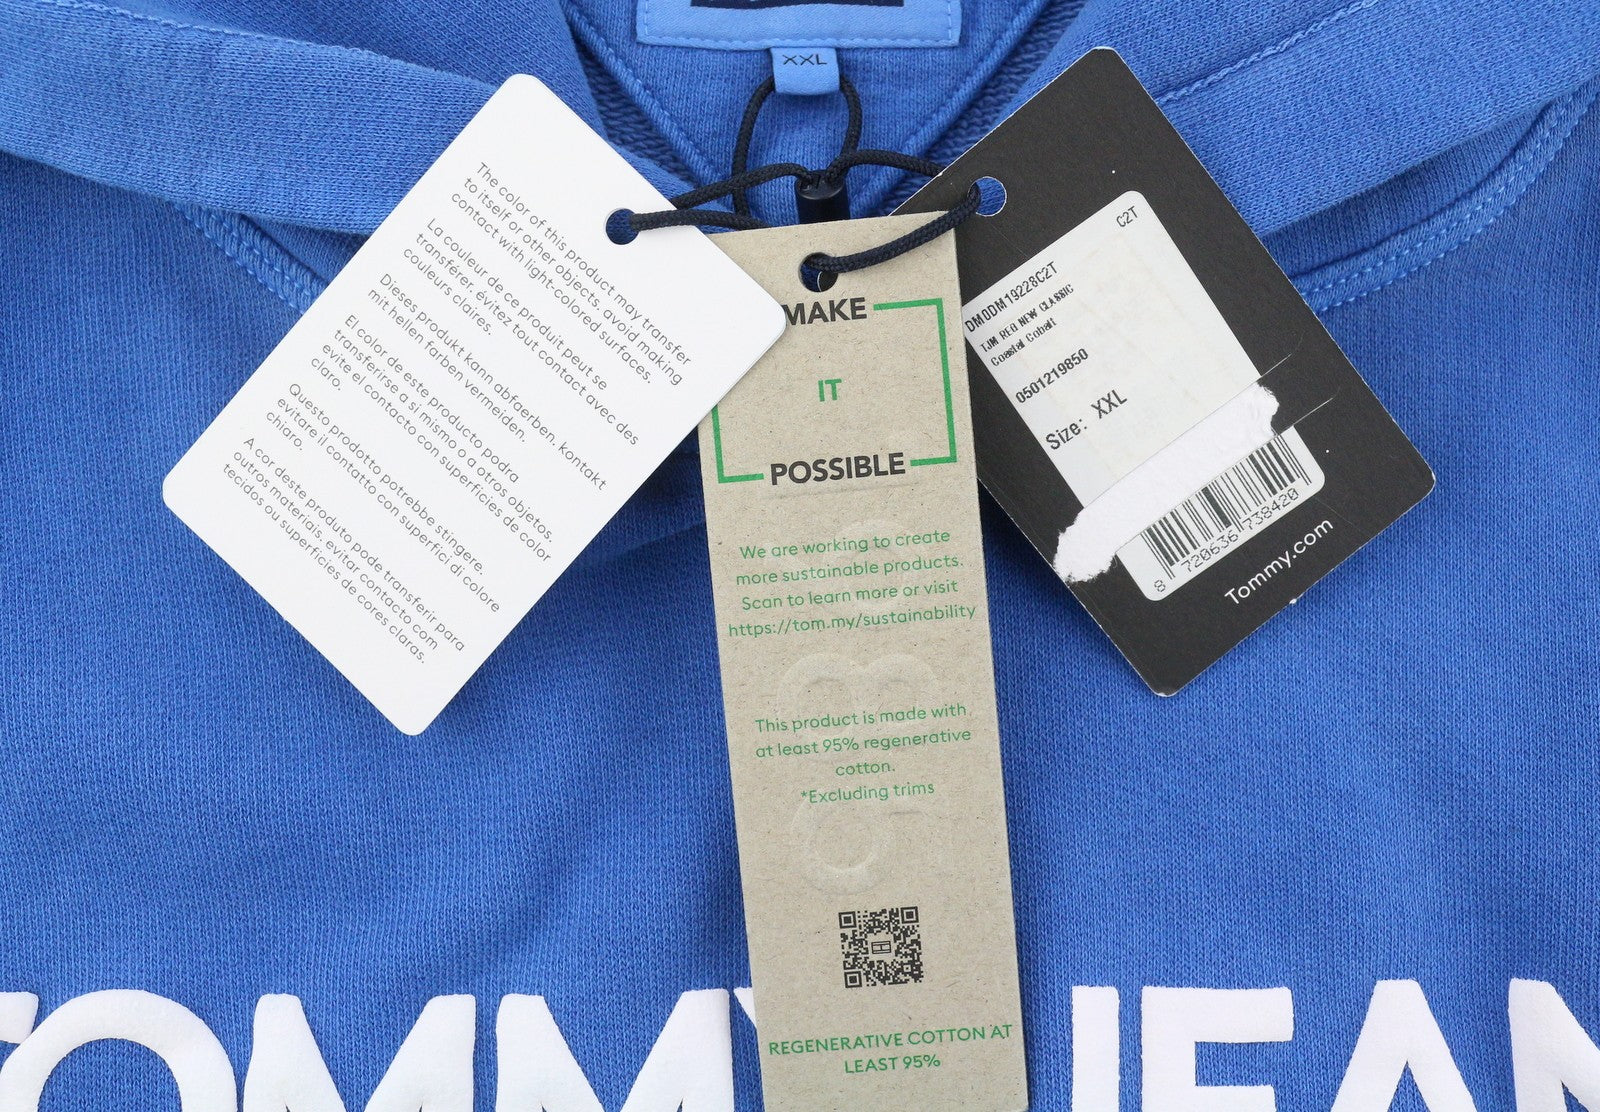 XXL
The color of this product may transfer
to itself or other objects, avoid making
contact with light-colored surfaces.
La couleur de ce produit peut se
transférer, évitez tout contact avec des
couleurs claires.
Dieses produkt kann abfaerben, kontakt
mit hellen farben vermeiden.
El color de este producto podra
transferirse a si mismo o a otros objetos.
evite el contacto con superficies de color
claro.
Questo prodotto potrebbe stingere,
evitare il contatto con superfici di colore
chiaro.
A cor deste produto pode transferir para
outros materiais, evitar contacto com
tecidos ou superficies de cores claras.
MAKE
IT
POSSIBLE
We are working to create
more sustainable products.
Scan to learn more or visit
https://tom.my/sustainability
This product is made with
at least 95% regenerative
cotton.
*Excluding trims
REGENERATIVE COTTON AT
LEAST 95%
C2T
DM0DM19228C2T
TJM REG NEW CLASSIC
Coastal Cobalt
0501219850
Size: XXL
8 720636 738420
Tommy.com
TOMMY JEAN